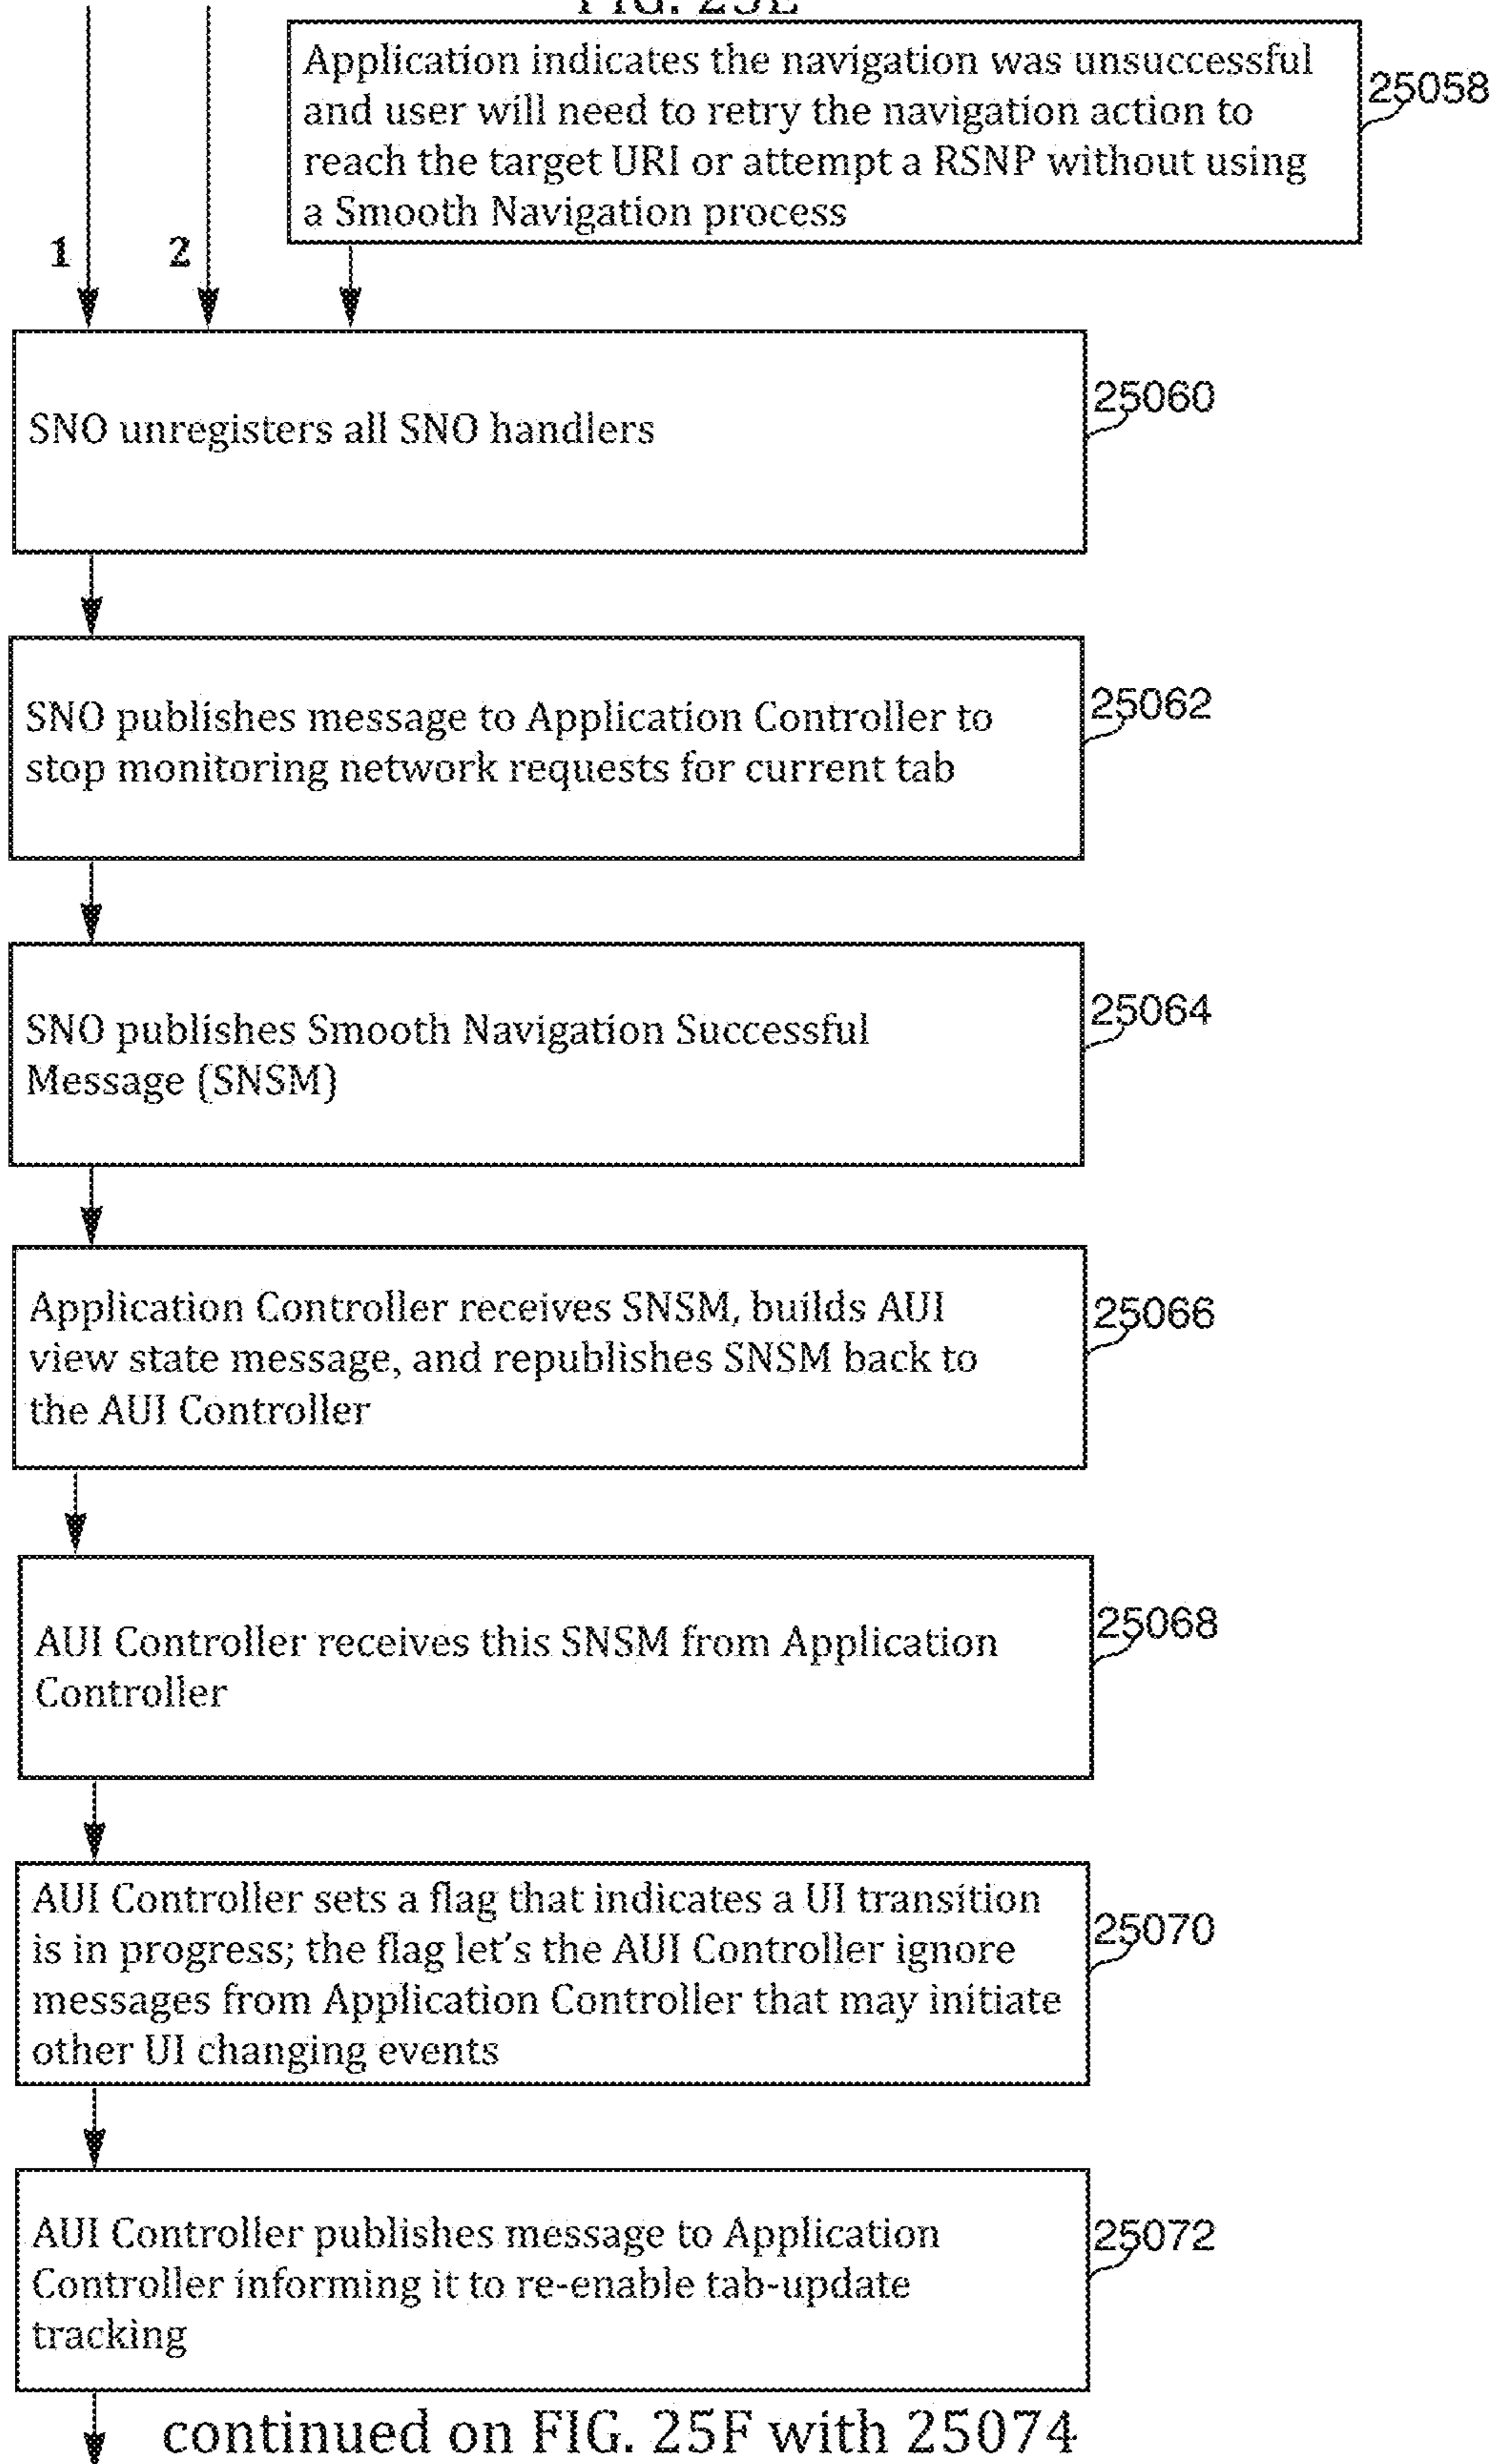 FIG. 25E
Application indicates the navigation was unsuccessful
and user will need to retry the navigation action to
reach the target URI or attempt a RSNP without using
a Smooth Navigation process
25058
1
2
SNO unregisters all SNO handlers
25060
SNO publishes message to Application Controller to
stop monitoring network requests for current tab
25062
SNO publishes Smooth Navigation Successful
Message (SNSM)
25064
Application Controller receives SNSM, builds AUI
view state message, and republishes SNSM back to
the AUI Controller
25066
AUI Controller receives this SNSM from Application
Controller
25068
AUI Controller sets a flag that indicates a UI transition
is in progress; the flag let's the AUI Controller ignore
messages from Application Controller that may initiate
other UI changing events
25070
AUI Controller publishes message to Application
Controller informing it to re-enable tab-update
tracking
25072
continued on FIG. 25F with 25074